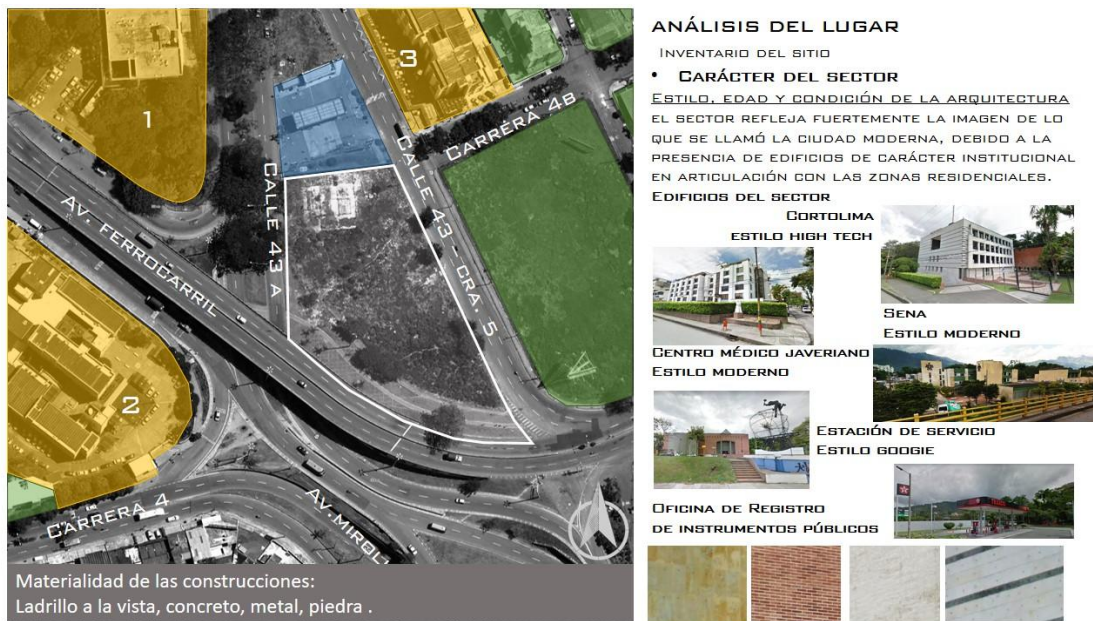 1
3
2
CALLE 43 A
CALLE 43 - CRA. 5
CARRERA 4B
AV. FERROCARRIL
CARRERA 4
AV. MIROL
Materialidad de las construcciones:
Ladrillo a la vista, concreto, metal, piedra .
ANÁLISIS DEL LUGAR
INVENTARIO DEL SITIO
• CARÁCTER DEL SECTOR
ESTILO, EDAD Y CONDICIÓN DE LA ARQUITECTURA
EL SECTOR REFLEJA FUERTEMENTE LA IMAGEN DE LO
QUE SE LLAMÓ LA CIUDAD MODERNA, DEBIDO A LA
PRESENCIA DE EDIFICIOS DE CARÁCTER INSTITUCIONAL
EN ARTICULACIÓN CON LAS ZONAS RESIDENCIALES.
EDIFICIOS DEL SECTOR
CORTOLIMA
ESTILO HIGH TECH
SENA
ESTILO MODERNO
CENTRO MÉDICO JAVERIANO
ESTILO MODERNO
ESTACIÓN DE SERVICIO
ESTILO GOOGIE
OFICINA DE REGISTRO
DE INSTRUMENTOS PÚBLICOS